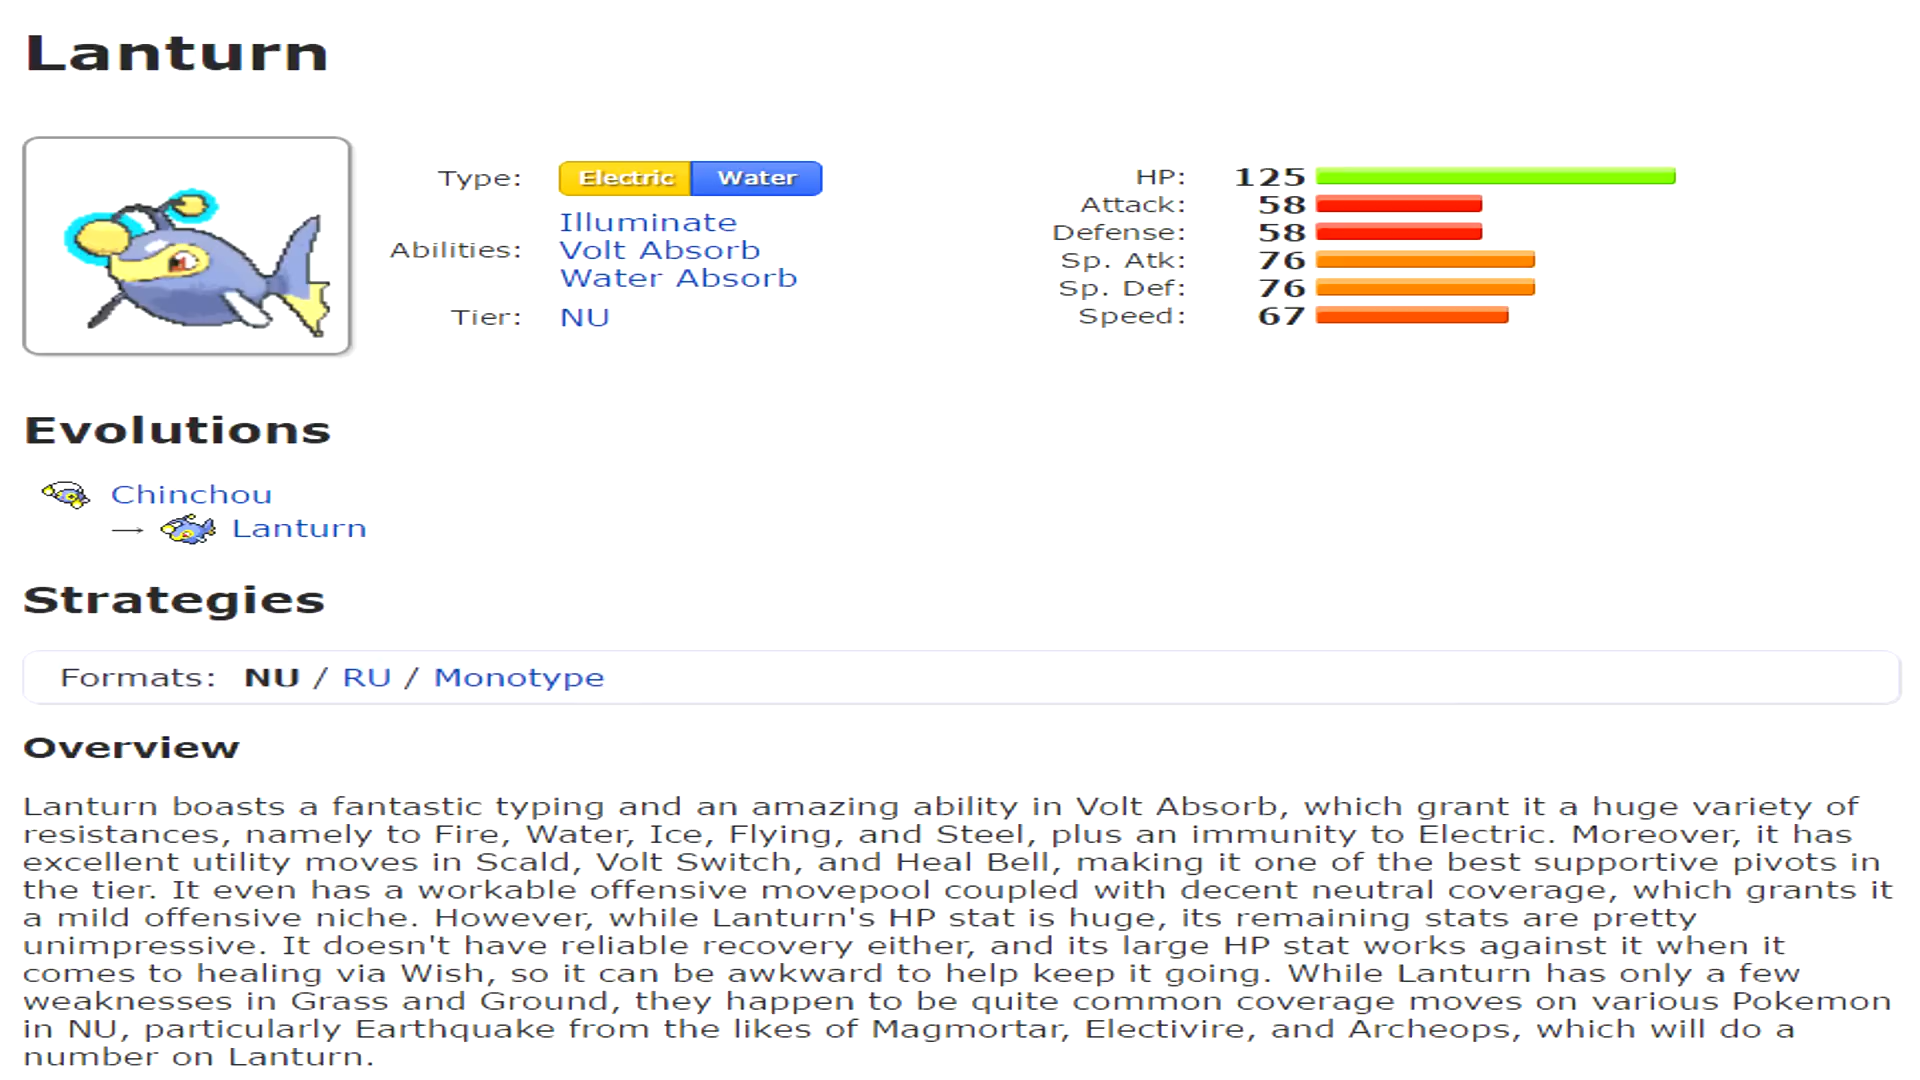 Lanturn
Type: Electric Water
Abilities: Illuminate
Volt Absorb
Water Absorb
Tier: NU
HP: 125
Attack: 58
Defense: 58
Sp. Atk: 76
Sp. Def: 76
Speed: 67
Evolutions
Chinchou
→ Lanturn
Strategies
Formats: NU / RU / Monotype
Overview
Lanturn boasts a fantastic typing and an amazing ability in Volt Absorb, which grant it a huge variety of
resistances, namely to Fire, Water, Ice, Flying, and Steel, plus an immunity to Electric. Moreover, it has
excellent utility moves in Scald, Volt Switch, and Heal Bell, making it one of the best supportive pivots in
the tier. It even has a workable offensive movepool coupled with decent neutral coverage, which grants it
a mild offensive niche. However, while Lanturn's HP stat is huge, its remaining stats are pretty
unimpressive. It doesn't have reliable recovery either, and its large HP stat works against it when it
comes to healing via Wish, so it can be awkward to help keep it going. While Lanturn has only a few
weaknesses in Grass and Ground, they happen to be quite common coverage moves on various Pokemon
in NU, particularly Earthquake from the likes of Magmortar, Electivire, and Archeops, which will do a
number on Lanturn.